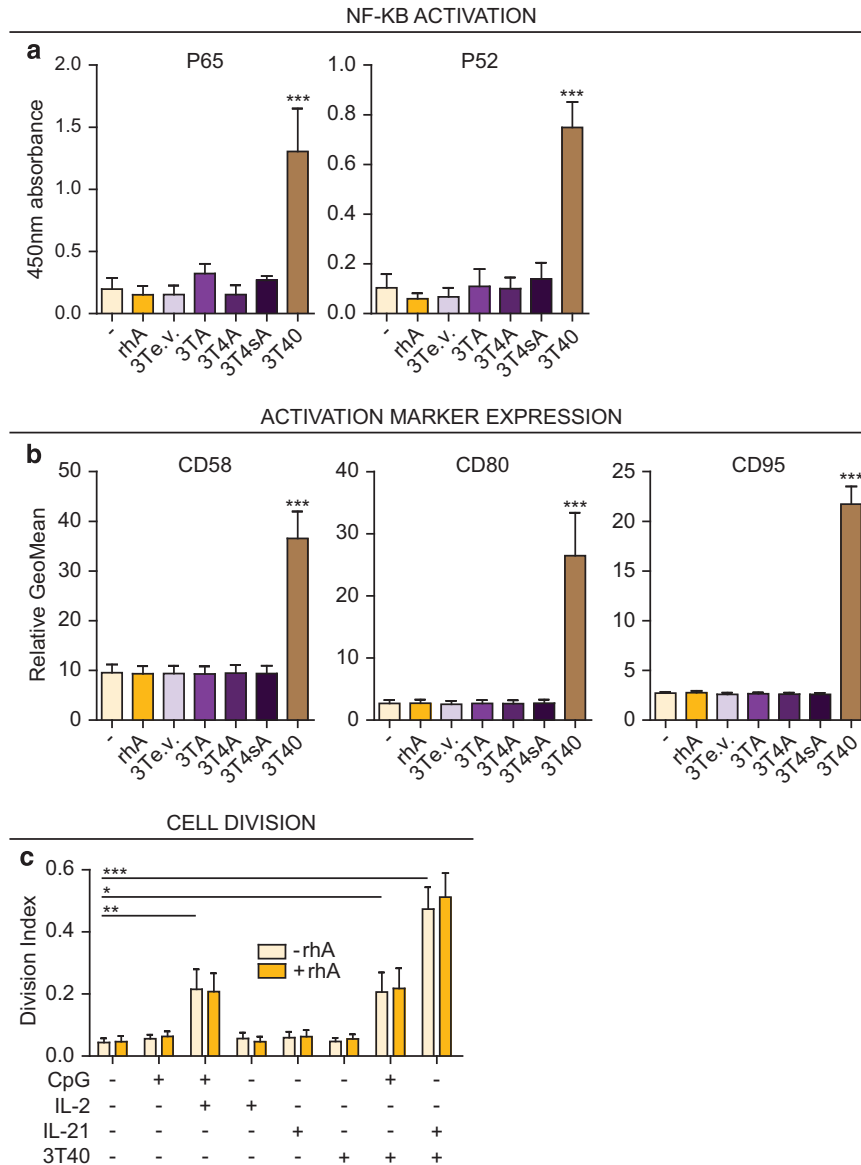 NF-KB ACTIVATION
a
P65
P52
450nm absorbance
2.0
1.5
1.0
0.5
0.0
***
- rhA 3Te.v. 3TA 3T4A 3T4sA 3T40
1.0
0.8
0.6
0.4
0.2
0.0
***
- rhA 3Te.v. 3TA 3T4A 3T4sA 3T40
ACTIVATION MARKER EXPRESSION
b
CD58
CD80
CD95
Relative GeoMean
50
40
30
20
10
0
***
- rhA 3Te.v. 3TA 3T4A 3T4sA 3T40
40
30
20
10
0
***
- rhA 3Te.v. 3TA 3T4A 3T4sA 3T40
25
20
15
10
5
0
***
- rhA 3Te.v. 3TA 3T4A 3T4sA 3T40
CELL DIVISION
c
Division Index
0.6
0.4
0.2
0.0
***
*
**
-rhA
+rhA
CpG - + + - - - + -
IL-2 - - + + - - - -
IL-21 - - - - + - - +
3T40 - - - - - + + +